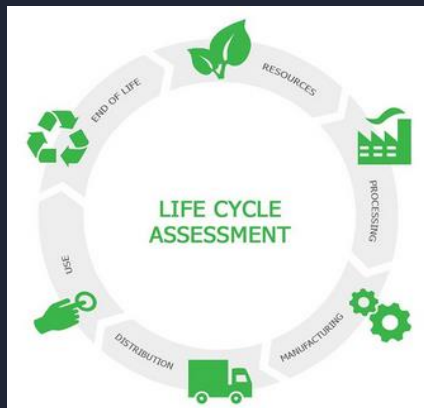 LIFE CYCLE
ASSESSMENT
RESOURCES
PROCESSING
MANUFACTURING
DISTRIBUTION
USE
END OF LIFE